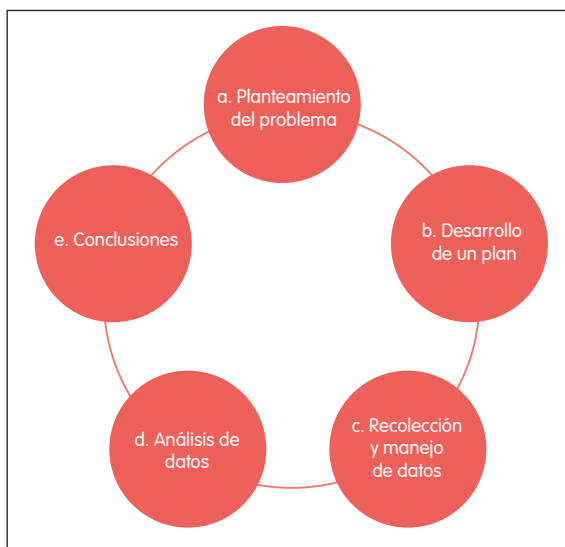 a. Planteamiento
del problema
b. Desarrollo
de un plan
c. Recolección
y manejo
de datos
d. Análisis de
datos
e. Conclusiones